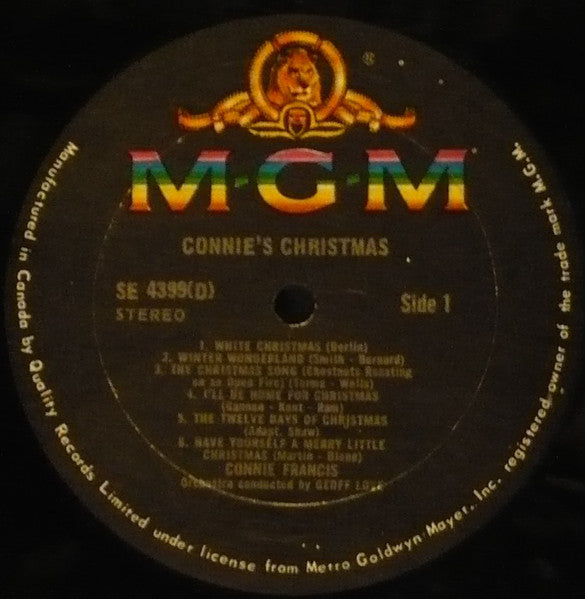 ®
M-G-M
CONNIE'S CHRISTMAS
SE 4399(D)
STEREO
Side 1
1. WHITE CHRISTMAS (Berlin)
2. WINTER WONDERLAND (Smith - Bernard)
3. THE CHRISTMAS SONG (Chestnuts Roasting
on an Open Fire) (Torme - Wells)
4. I'LL BE HOME FOR CHRISTMAS
(Gannon - Kent - Ram)
5. THE TWELVE DAYS OF CHRISTMAS
(Adapt. Shaw)
6. HAVE YOURSELF A MERRY LITTLE
CHRISTMAS (Martin - Blane)
CONNIE FRANCIS
Orchestra conducted by GEOFF LOVE
Manufactured in Canada by Quality Records Limited under license from Metro Goldwyn-Mayer, Inc. registered owner of the trade mark M.G.M.